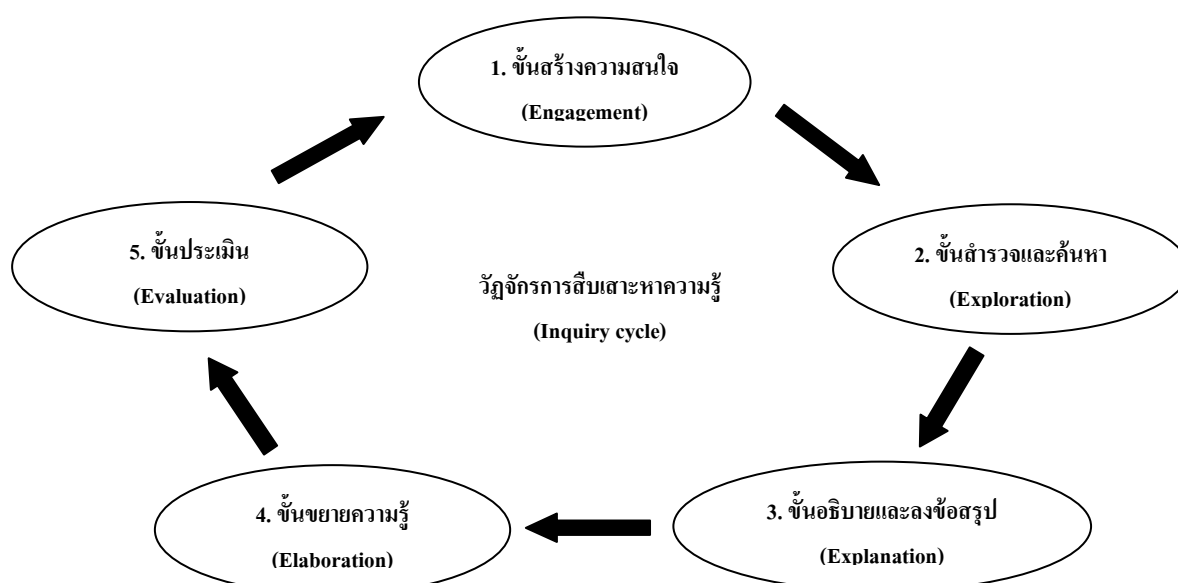 1. ขั้นสร้างความสนใจ
(Engagement)
2. ขั้นสำรวจและค้นหา
(Exploration)
3. ขั้นอธิบายและลงข้อสรุป
(Explanation)
4. ขั้นขยายความรู้
(Elaboration)
5. ขั้นประเมิน
(Evaluation)
วัฏจักรการสืบเสาะหาความรู้
(Inquiry cycle)